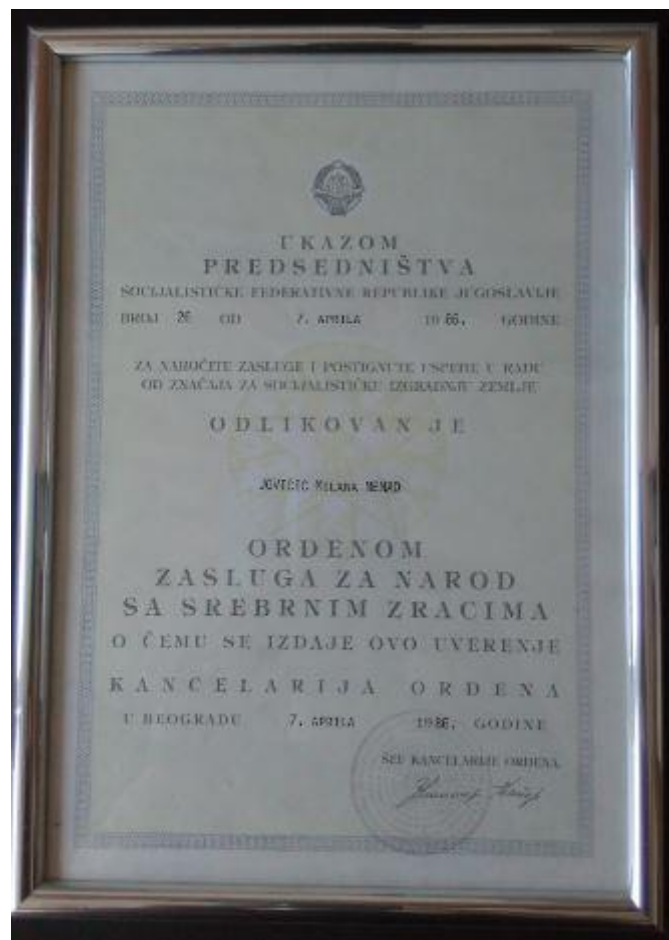 UKAZOM
PREDSEDNIŠTVA
SOCIJALISTIČKE FEDERATIVNE REPUBLIKE JUGOSLAVIJE
BROJ 26 OD 7. APRILA 1986. GODINE
ZA NAROČITE ZASLUGE I POSTIGNUTE USPEHE U RADU
OD ZNAČAJA ZA SOCIJALISTIČKU IZGRADNJU ZEMLJE
ODLIKOVAN JE
JOVIČIĆ MILANA NENAD
ORDENOM
ZASLUGA ZA NAROD
SA SREBRNIM ZRACIMA
O ČEMU SE IZDAJE OVO UVERENJE
KANCELARIJA ORDENA
U BEOGRADU 7. APRILA 1986. GODINE
ŠEF KANCELARIJE ORDENA